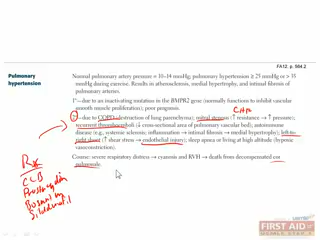 FA12, p. 584.2
Pulmonary
hypertension
Normal pulmonary artery pressure = 10–14 mmHg; pulmonary hypertension ≥ 25 mmHg or > 35
mmHg during exercise. Results in atherosclerosis, medial hypertrophy, and intimal fibrosis of
pulmonary arteries.
1°—due to an inactivating mutation in the BMPR2 gene (normally functions to inhibit vascular
smooth muscle proliferation); poor prognosis.
2°—due to COPD (destruction of lung parenchyma); mitral stenosis (↑ resistance → ↑ pressure);
recurrent thromboemboli (↓ cross-sectional area of pulmonary vascular bed); autoimmune
disease (e.g., systemic sclerosis; inflammation → intimal fibrosis → medial hypertrophy); left-to-
right shunt (↑ shear stress → endothelial injury); sleep apnea or living at high altitude (hypoxic
vasoconstriction).
Course: severe respiratory distress → cyanosis and RVH → death from decompensated cor
pulmonale.
Rx
CCB
Sildenafil
FIRST AID